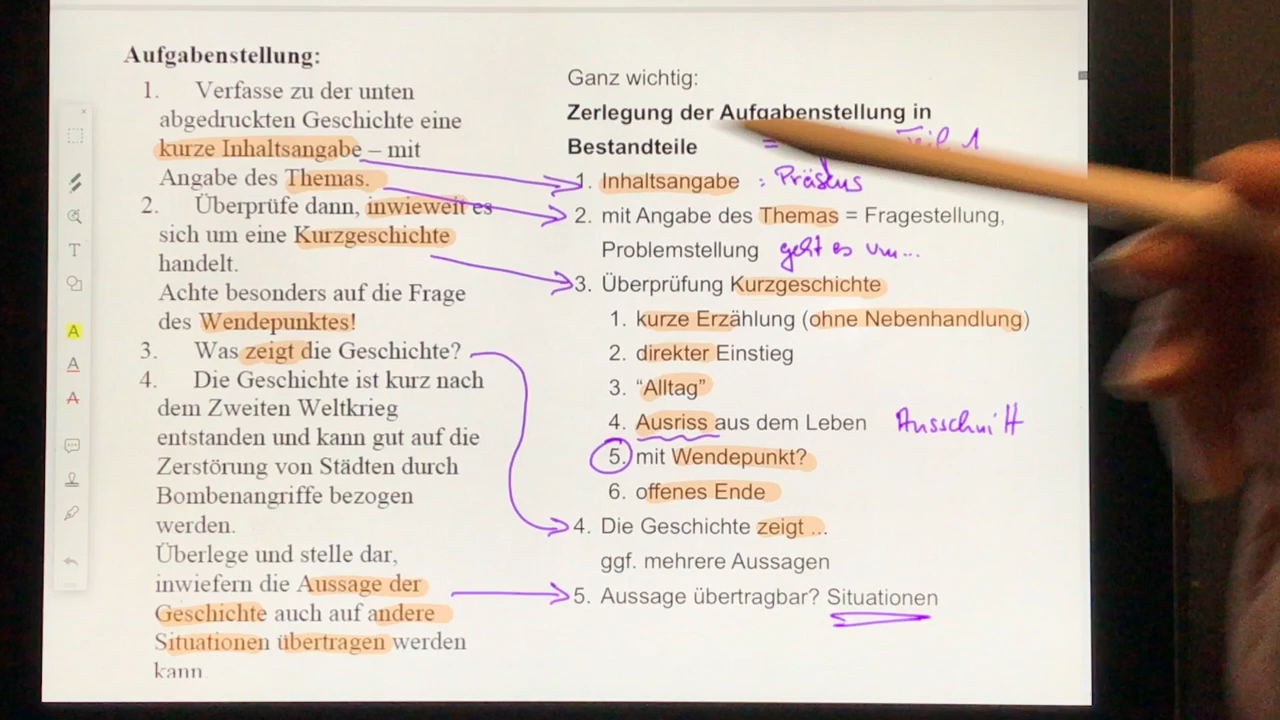 Aufgabenstellung:
1. Verfasse zu der unten
abgedruckten Geschichte eine
kurze Inhaltsangabe – mit
Angabe des Themas.
2. Überprüfe dann, inwieweit es
sich um eine Kurzgeschichte
handelt.
Achte besonders auf die Frage
des Wendepunktes!
3. Was zeigt die Geschichte?
4. Die Geschichte ist kurz nach
dem Zweiten Weltkrieg
entstanden und kann gut auf die
Zerstörung von Städten durch
Bombenangriffe bezogen
werden.
Überlege und stelle dar,
inwiefern die Aussage der
Geschichte auch auf andere
Situationen übertragen werden
kann.
Ganz wichtig:
Zerlegung der Aufgabenstellung in
Bestandteile = Teil 1
1. Inhaltsangabe : Präsens
2. mit Angabe des Themas = Fragestellung,
Problemstellung geht es um...
3. Überprüfung Kurzgeschichte
1. kurze Erzählung (ohne Nebenhandlung)
2. direkter Einstieg
3. “Alltag”
4. Ausriss aus dem Leben Ausschnitt
5. mit Wendepunkt?
6. offenes Ende
4. Die Geschichte zeigt ...
ggf. mehrere Aussagen
5. Aussage übertragbar? Situationen
T
A
A
A